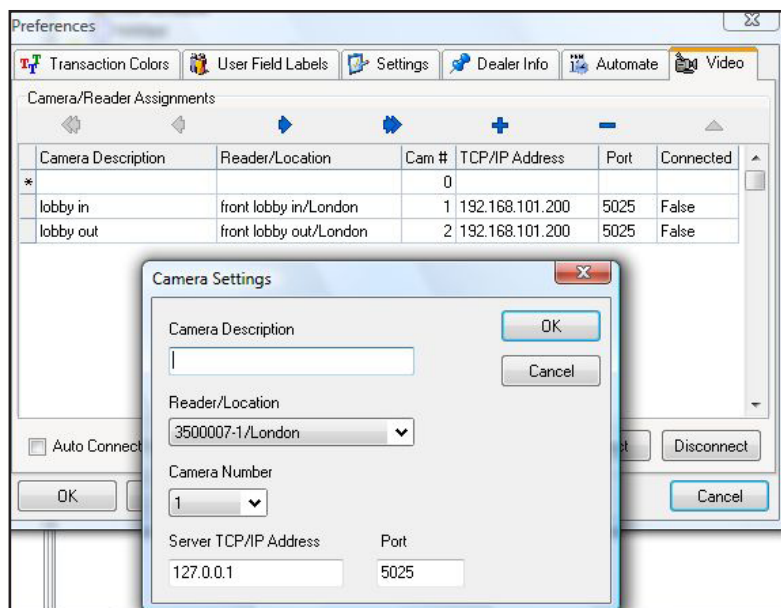 Preferences
Transaction Colors User Field Labels Settings Dealer Info Automate Video
Camera/Reader Assignments
Camera Description Reader/Location Cam # TCP/IP Address Port Connected
* 0
lobby in front lobby in/London 1 192.168.101.200 5025 False
lobby out front lobby out/London 2 192.168.101.200 5025 False
Camera Settings
Camera Description
OK
Cancel
Reader/Location
3500007-1/London
Camera Number
1
Server TCP/IP Address Port
127.0.0.1 5025
Auto Connect Disconnect
OK Cancel